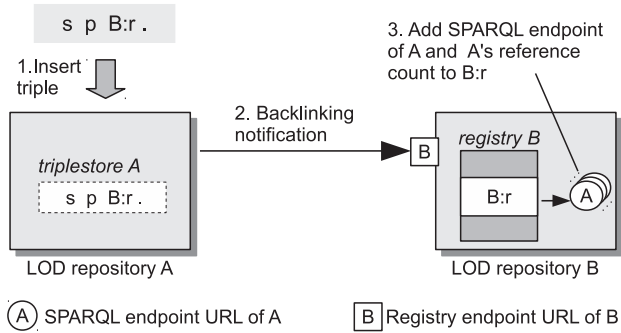 s p B:r .
1.Insert
triple
2. Backlinking
notification
3. Add SPARQL endpoint
of A and A's reference
count to B:r
triplestore A
s p B:r .
B
registry B
B:r
A
LOD repository A
LOD repository B
A SPARQL endpoint URL of A
B Registry endpoint URL of B